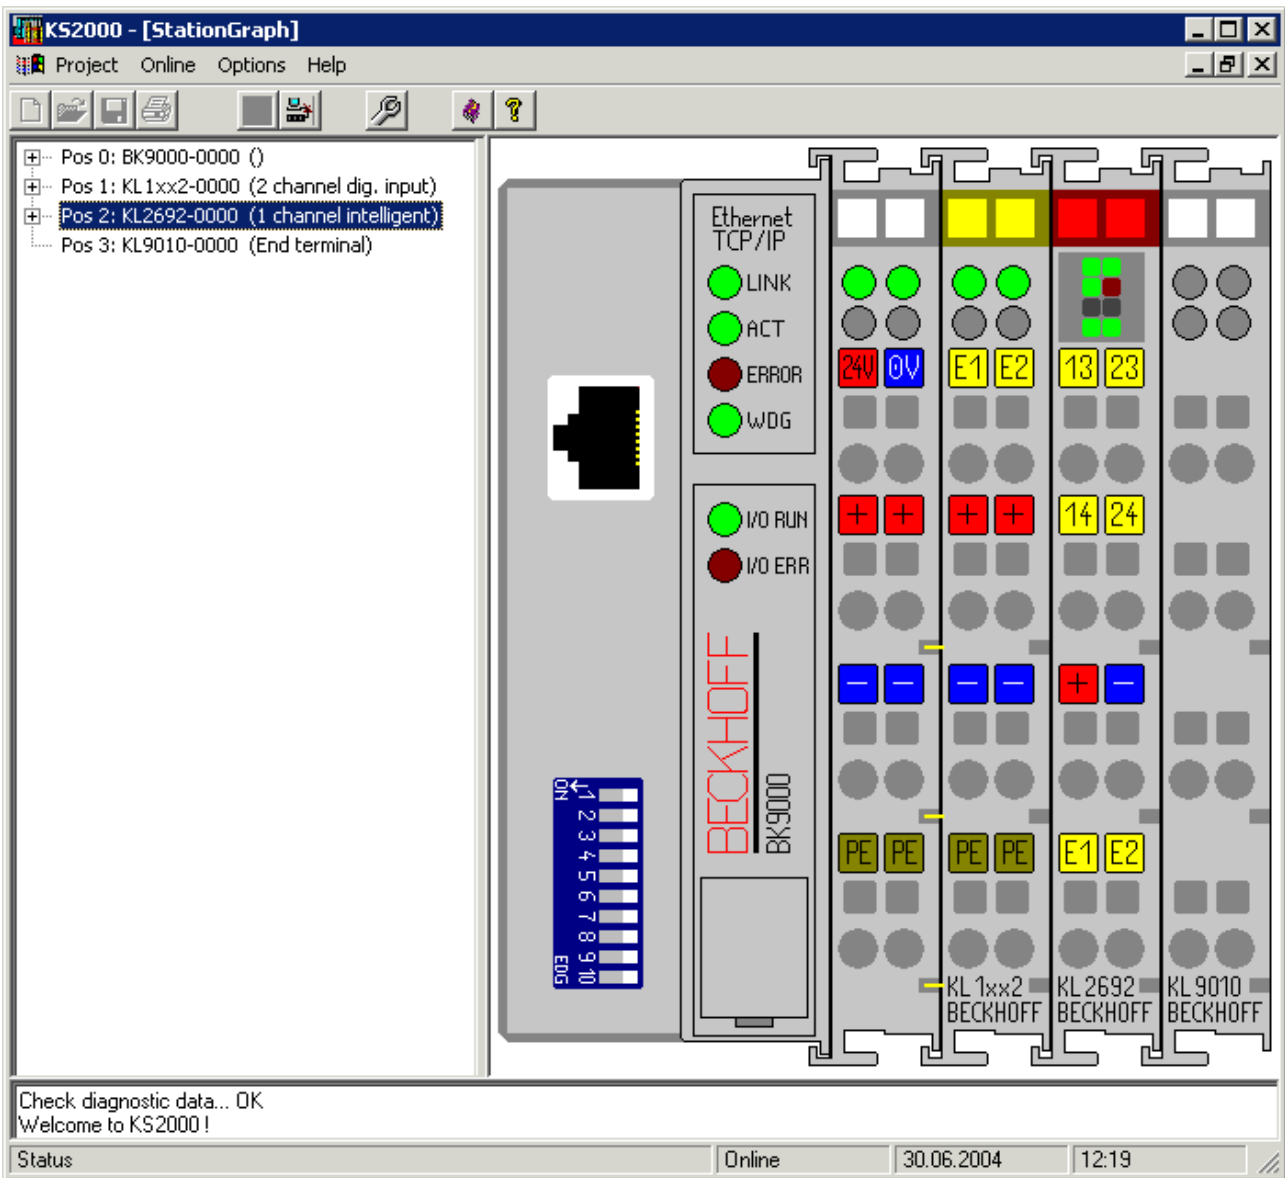 KS2000 - [StationGraph]
Project Online Options Help
Pos 0: BK9000-0000 ()
Pos 1: KL1xx2-0000 (2 channel dig. input)
Pos 2: KL2692-0000 (1 channel intelligent)
Pos 3: KL9010-0000 (End terminal)
Ethernet
TCP/IP
LINK
ACT
ERROR
WDG
I/O RUN
I/O ERR
BECKHOFF
BK9000
ON
1
2
3
4
5
6
7
8
9
10
EDG
24V 0V E1 E2 13 23
+ + + + 14 24
- - - - + -
PE PE PE PE E1 E2
KL1xx2 KL2692 KL9010
BECKHOFF BECKHOFF BECKHOFF
Check diagnostic data... OK
Welcome to KS2000 !
Status Online 30.06.2004 12:19